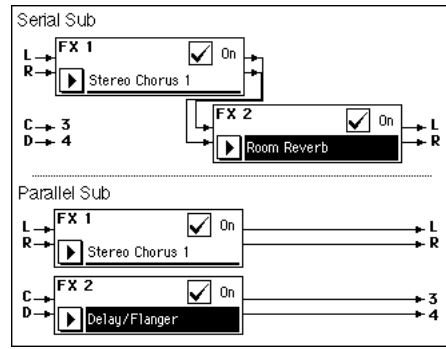 Serial Sub
FX 1
On
L
R
Stereo Chorus 1
FX 2
C 3
On
L
D 4
Room Reverb
R
Parallel Sub
FX 1
On
L
L
R
R
Stereo Chorus 1
FX 2
On
C
3
D
Delay/Flanger
4